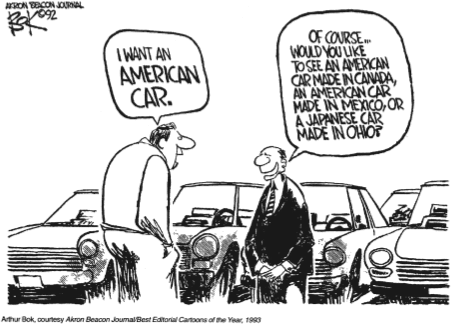 AKRON BEACON JOURNAL
BOK ©92
I WANT AN
AMERICAN
CAR.
OF COURSE...
WOULD YOU LIKE
TO SEE AN AMERICAN
CAR MADE IN CANADA,
AN AMERICAN CAR
MADE IN MEXICO, OR
A JAPANESE CAR
MADE IN OHIO?
Arthur Bok, courtesy Akron Beacon Journal/Best Editorial Cartoons of the Year, 1993